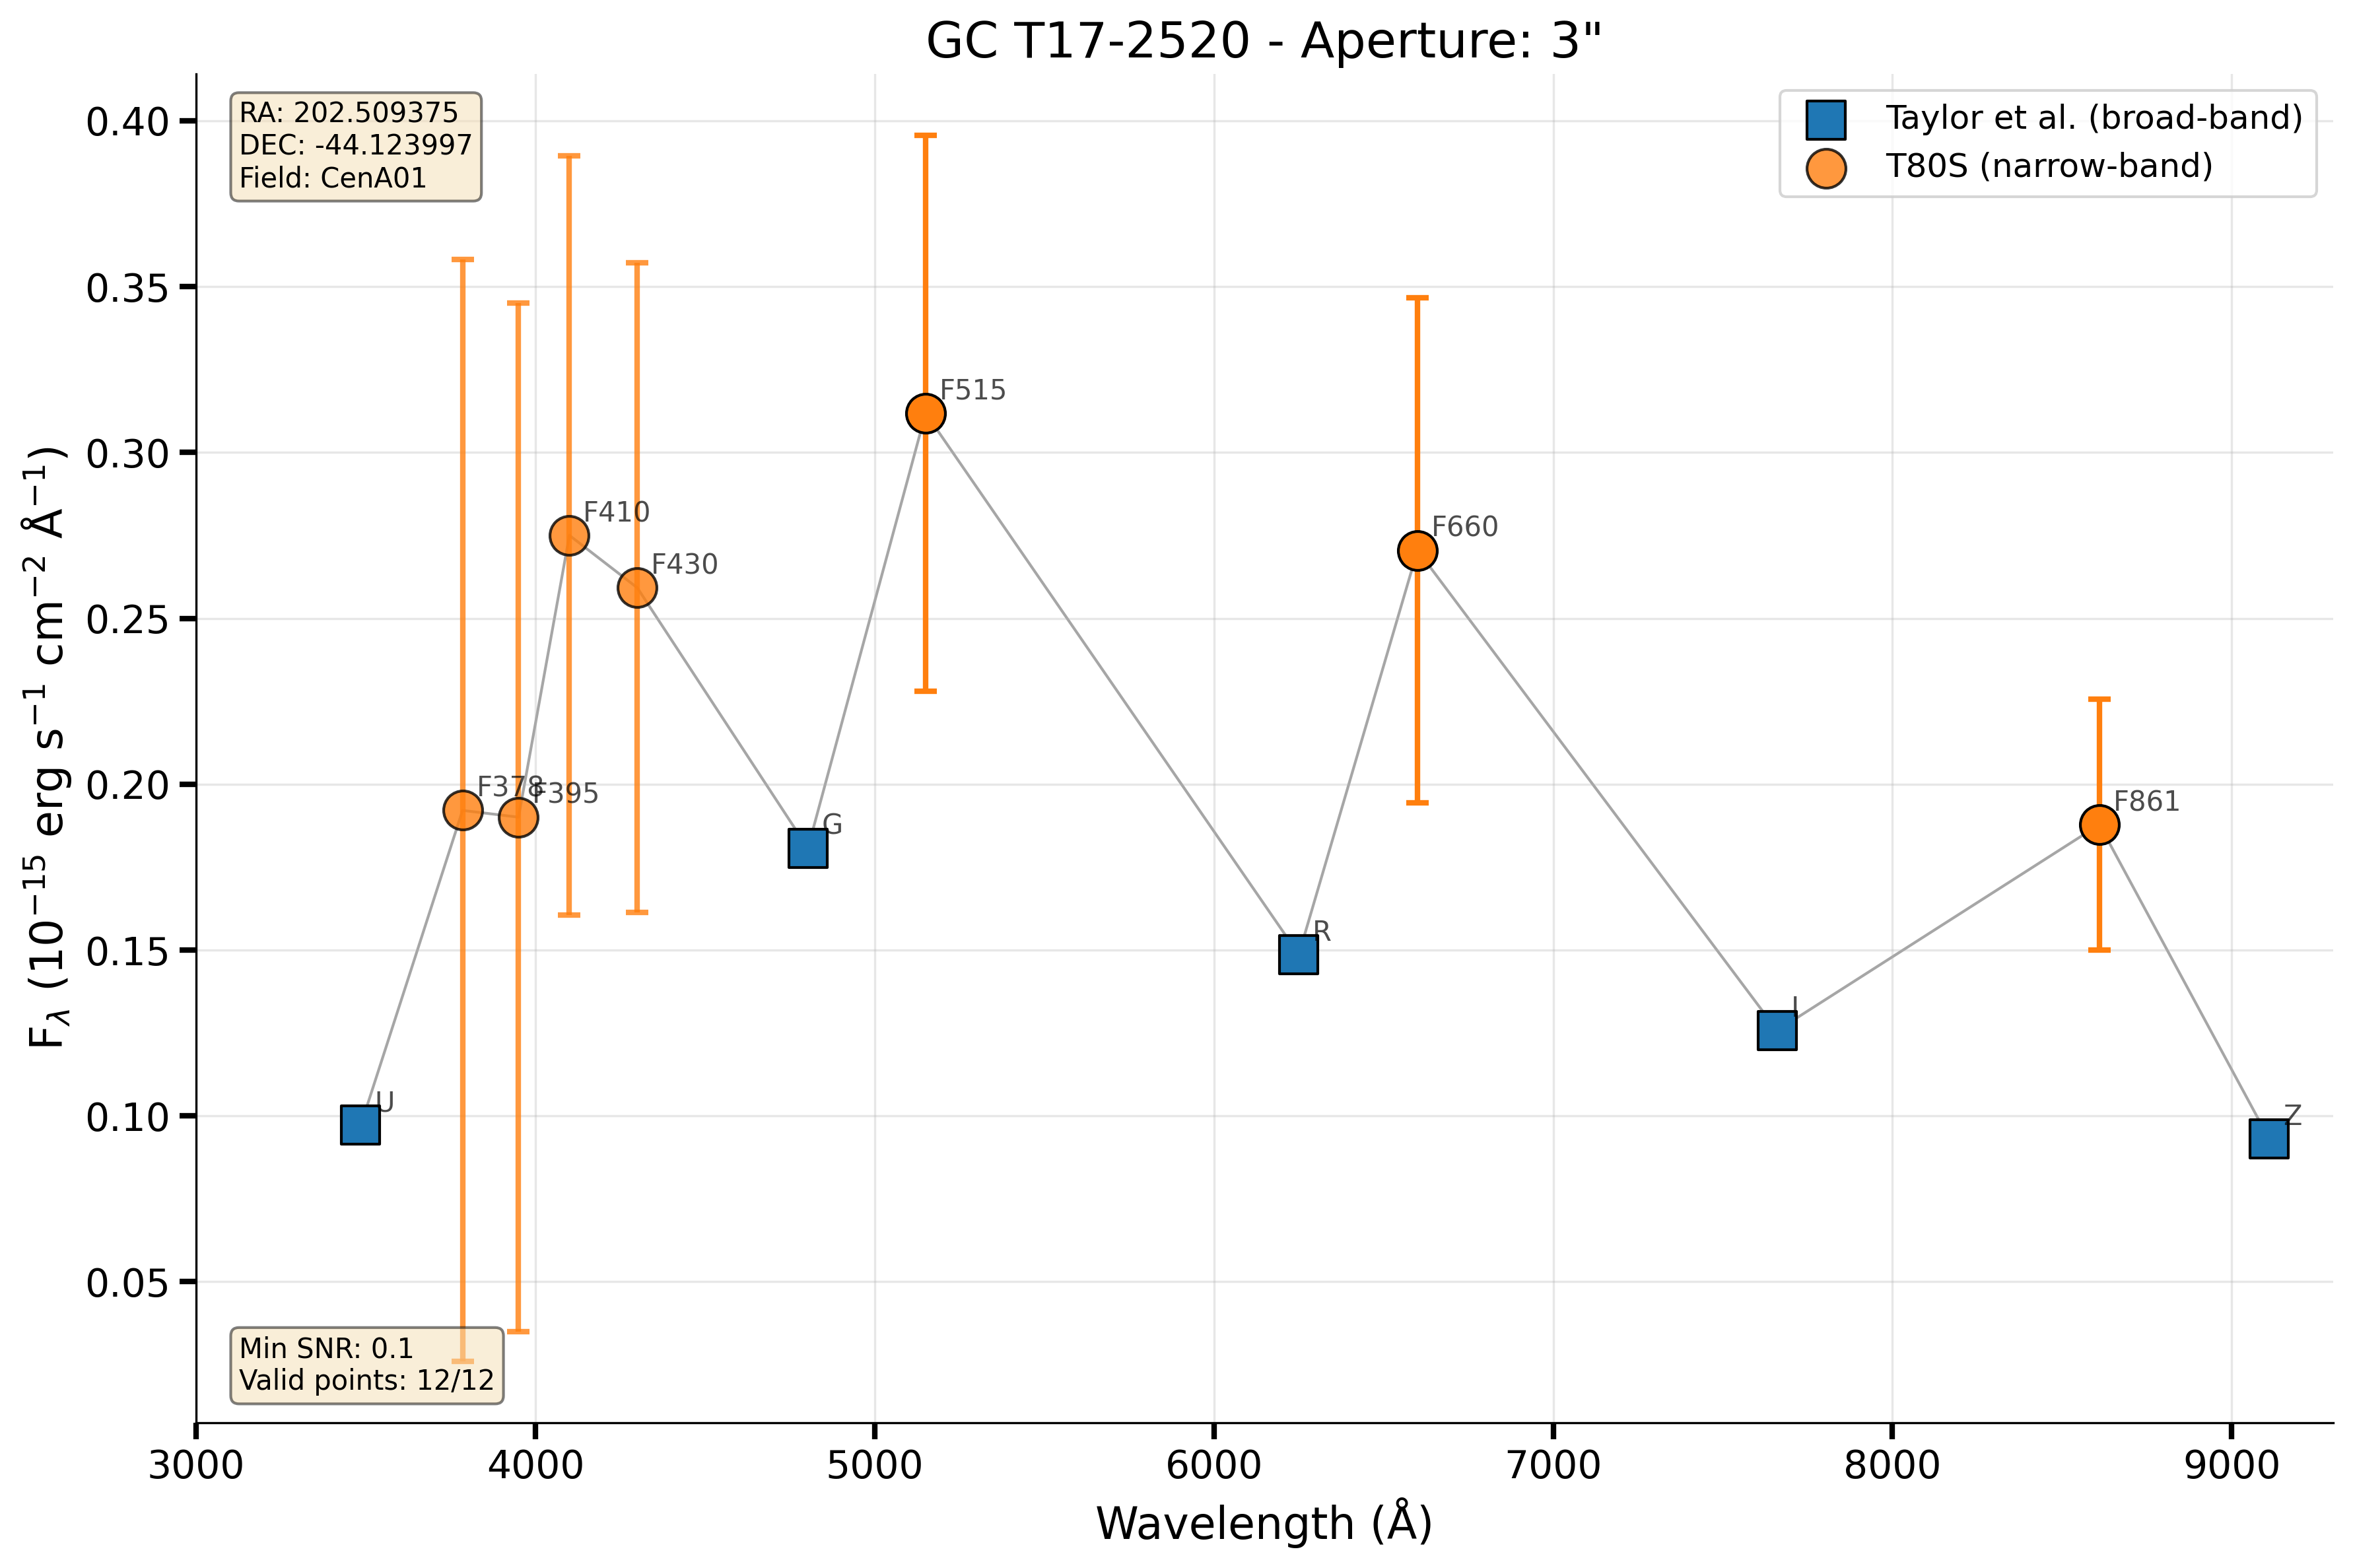 GC T17-2520 - Aperture: 3"
RA: 202.509375
DEC: -44.123997
Field: CenA01
Taylor et al. (broad-band)
T80S (narrow-band)
0.40
0.35
0.30
0.25
0.20
0.15
0.10
0.05
F_λ (10⁻¹⁵ erg s⁻¹ cm⁻² Å⁻¹)
F515
F410
F660
F430
F378
F395
F861
G
R
I
U
Z
Min SNR: 0.1
Valid points: 12/12
3000 4000 5000 6000 7000 8000 9000
Wavelength (Å)